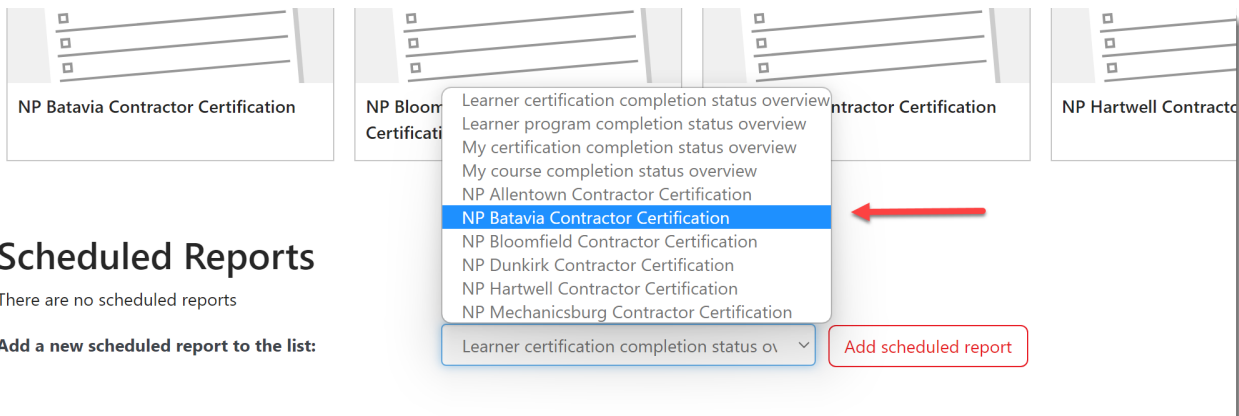 NP Batavia Contractor Certification
NP Bloom
Certificati
ntractor Certification
NP Hartwell Contracto
Learner certification completion status overview
Learner program completion status overview
My certification completion status overview
My course completion status overview
NP Allentown Contractor Certification
NP Batavia Contractor Certification
NP Bloomfield Contractor Certification
NP Dunkirk Contractor Certification
NP Hartwell Contractor Certification
NP Mechanicsburg Contractor Certification
Scheduled Reports
There are no scheduled reports
Add a new scheduled report to the list:
Learner certification completion status ov
Add scheduled report